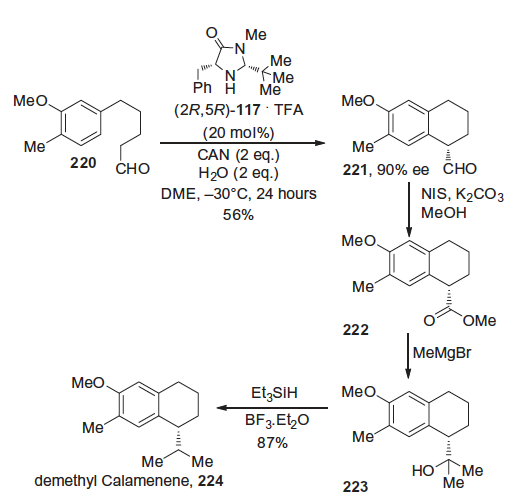 O
N
Me
Me
Me
Me
N
H
Ph
(2R,5R)-117 · TFA
(20 mol%)
CAN (2 eq.)
H2O (2 eq.)
DME, –30°C, 24 hours
56%
MeO
Me
220
CHO
MeO
Me
221, 90% ee
CHO
NIS, K2CO3
MeOH
MeO
Me
222
O
OMe
MeMgBr
MeO
Me
HO
Me
Me
223
Et3SiH
BF3.Et2O
87%
MeO
Me
Me
Me
demethyl Calamenene, 224